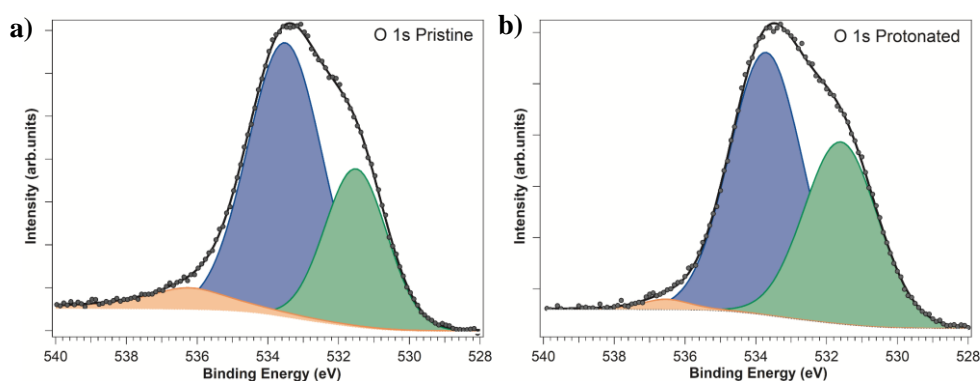 a)
O 1s Pristine
Intensity (arb.units)
540 538 536 534 532 530 528
Binding Energy (eV)
b)
O 1s Protonated
Intensity (arb.units)
540 538 536 534 532 530 528
Binding Energy (eV)